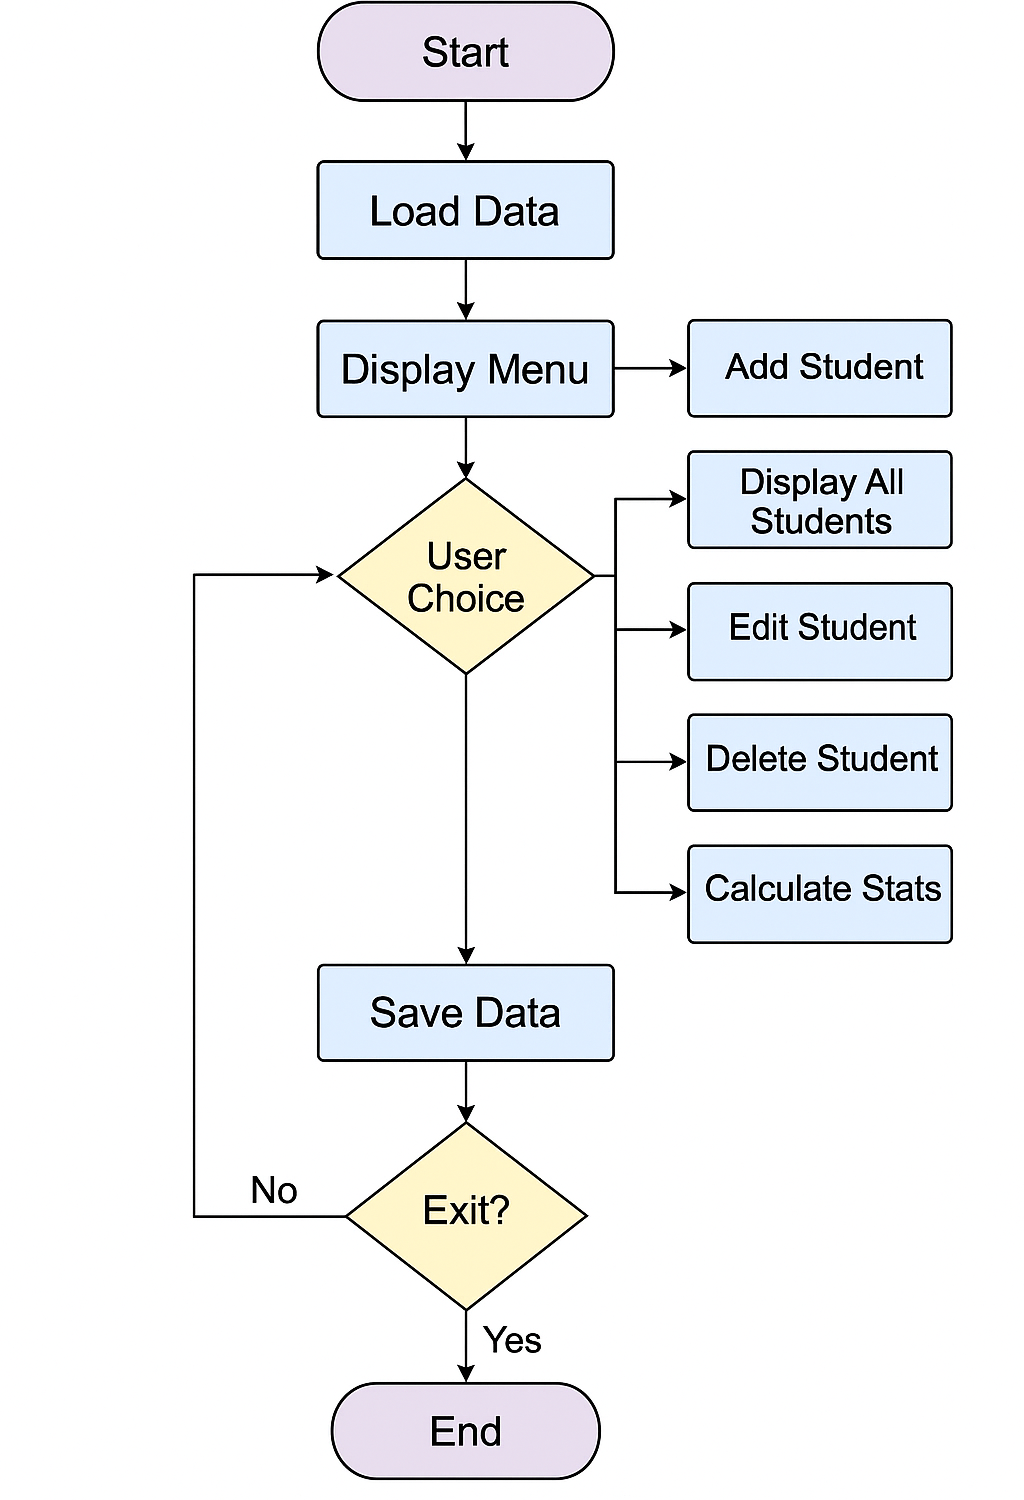 Start
Load Data
Display Menu
Add Student
Display All
Students
User
Choice
Edit Student
Delete Student
Calculate Stats
Save Data
No
Exit?
Yes
End